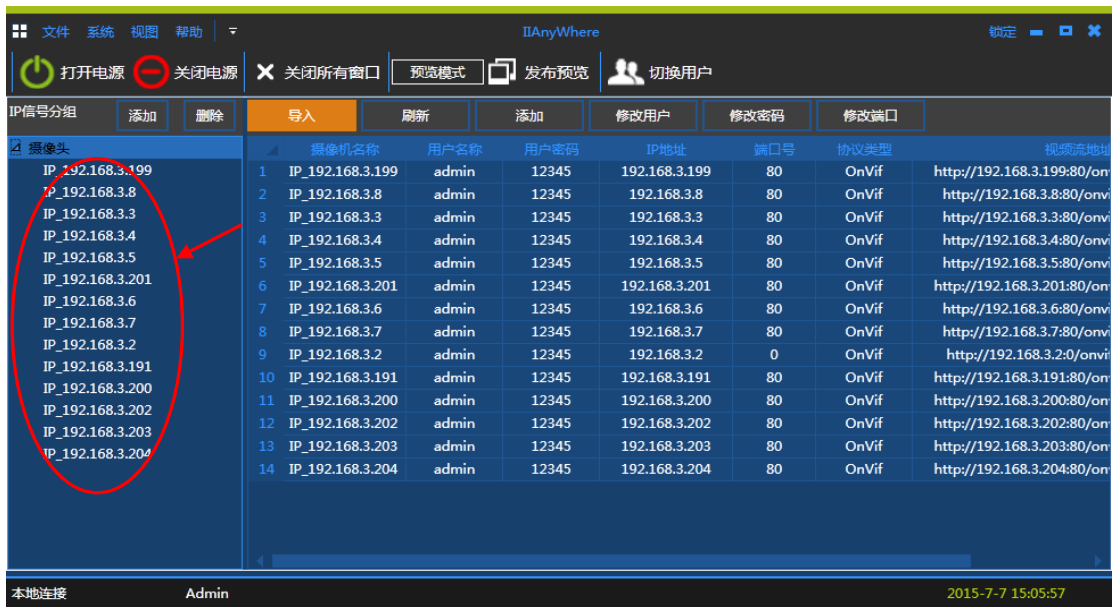 文件 系统 视图 帮助 IIAnyWhere 锁定
打开电源 关闭电源 关闭所有窗口 预览模式 发布预览 切换用户
IP信号分组 添加 删除 导入 刷新 添加 修改用户 修改密码 修改端口
摄像头
IP_192.168.3.199
IP_192.168.3.8
IP_192.168.3.3
IP_192.168.3.4
IP_192.168.3.5
IP_192.168.3.201
IP_192.168.3.6
IP_192.168.3.7
IP_192.168.3.2
IP_192.168.3.191
IP_192.168.3.200
IP_192.168.3.202
IP_192.168.3.203
IP_192.168.3.204
摄像机名称 用户名称 用户密码 IP地址 端口号 协议类型 视频流地址
1 IP_192.168.3.199 admin 12345 192.168.3.199 80 OnVif http://192.168.3.199:80/on
2 IP_192.168.3.8 admin 12345 192.168.3.8 80 OnVif http://192.168.3.8:80/onvi
3 IP_192.168.3.3 admin 12345 192.168.3.3 80 OnVif http://192.168.3.3:80/onvi
4 IP_192.168.3.4 admin 12345 192.168.3.4 80 OnVif http://192.168.3.4:80/onvi
5 IP_192.168.3.5 admin 12345 192.168.3.5 80 OnVif http://192.168.3.5:80/onvi
6 IP_192.168.3.201 admin 12345 192.168.3.201 80 OnVif http://192.168.3.201:80/on
7 IP_192.168.3.6 admin 12345 192.168.3.6 80 OnVif http://192.168.3.6:80/onvi
8 IP_192.168.3.7 admin 12345 192.168.3.7 80 OnVif http://192.168.3.7:80/onvi
9 IP_192.168.3.2 admin 12345 192.168.3.2 0 OnVif http://192.168.3.2:0/onvi
10 IP_192.168.3.191 admin 12345 192.168.3.191 80 OnVif http://192.168.3.191:80/on
11 IP_192.168.3.200 admin 12345 192.168.3.200 80 OnVif http://192.168.3.200:80/on
12 IP_192.168.3.202 admin 12345 192.168.3.202 80 OnVif http://192.168.3.202:80/on
13 IP_192.168.3.203 admin 12345 192.168.3.203 80 OnVif http://192.168.3.203:80/on
14 IP_192.168.3.204 admin 12345 192.168.3.204 80 OnVif http://192.168.3.204:80/on
本地连接 Admin 2015-7-7 15:05:57